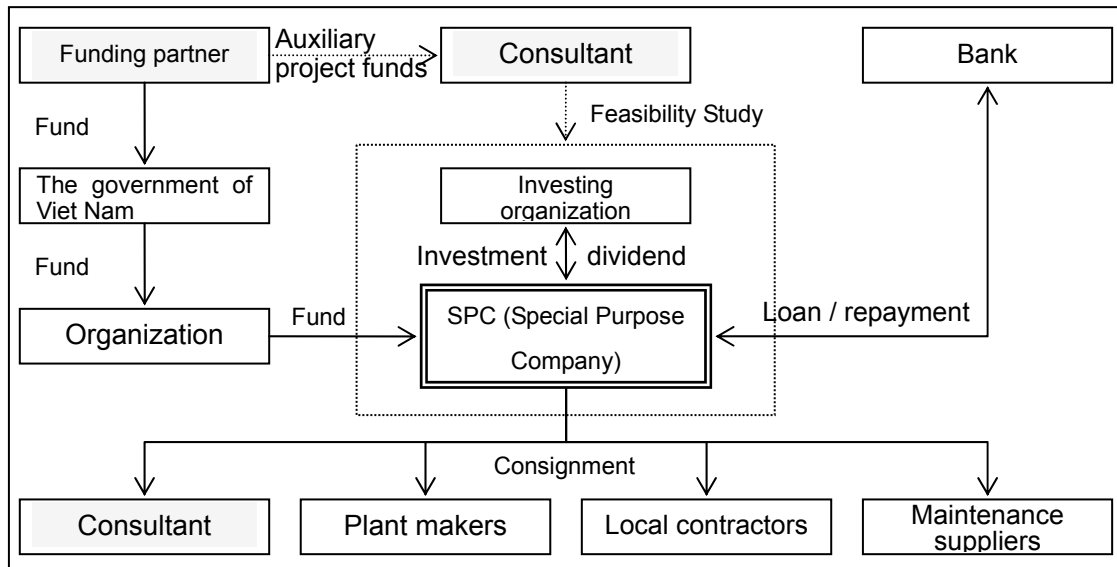 Funding partner
Auxiliary
project funds
Consultant
Bank
Fund
Feasibility Study
The government of
Viet Nam
Investing
organization
Fund
Investment
dividend
Organization
Fund
SPC (Special Purpose
Company)
Loan / repayment
Consignment
Consultant
Plant makers
Local contractors
Maintenance
suppliers